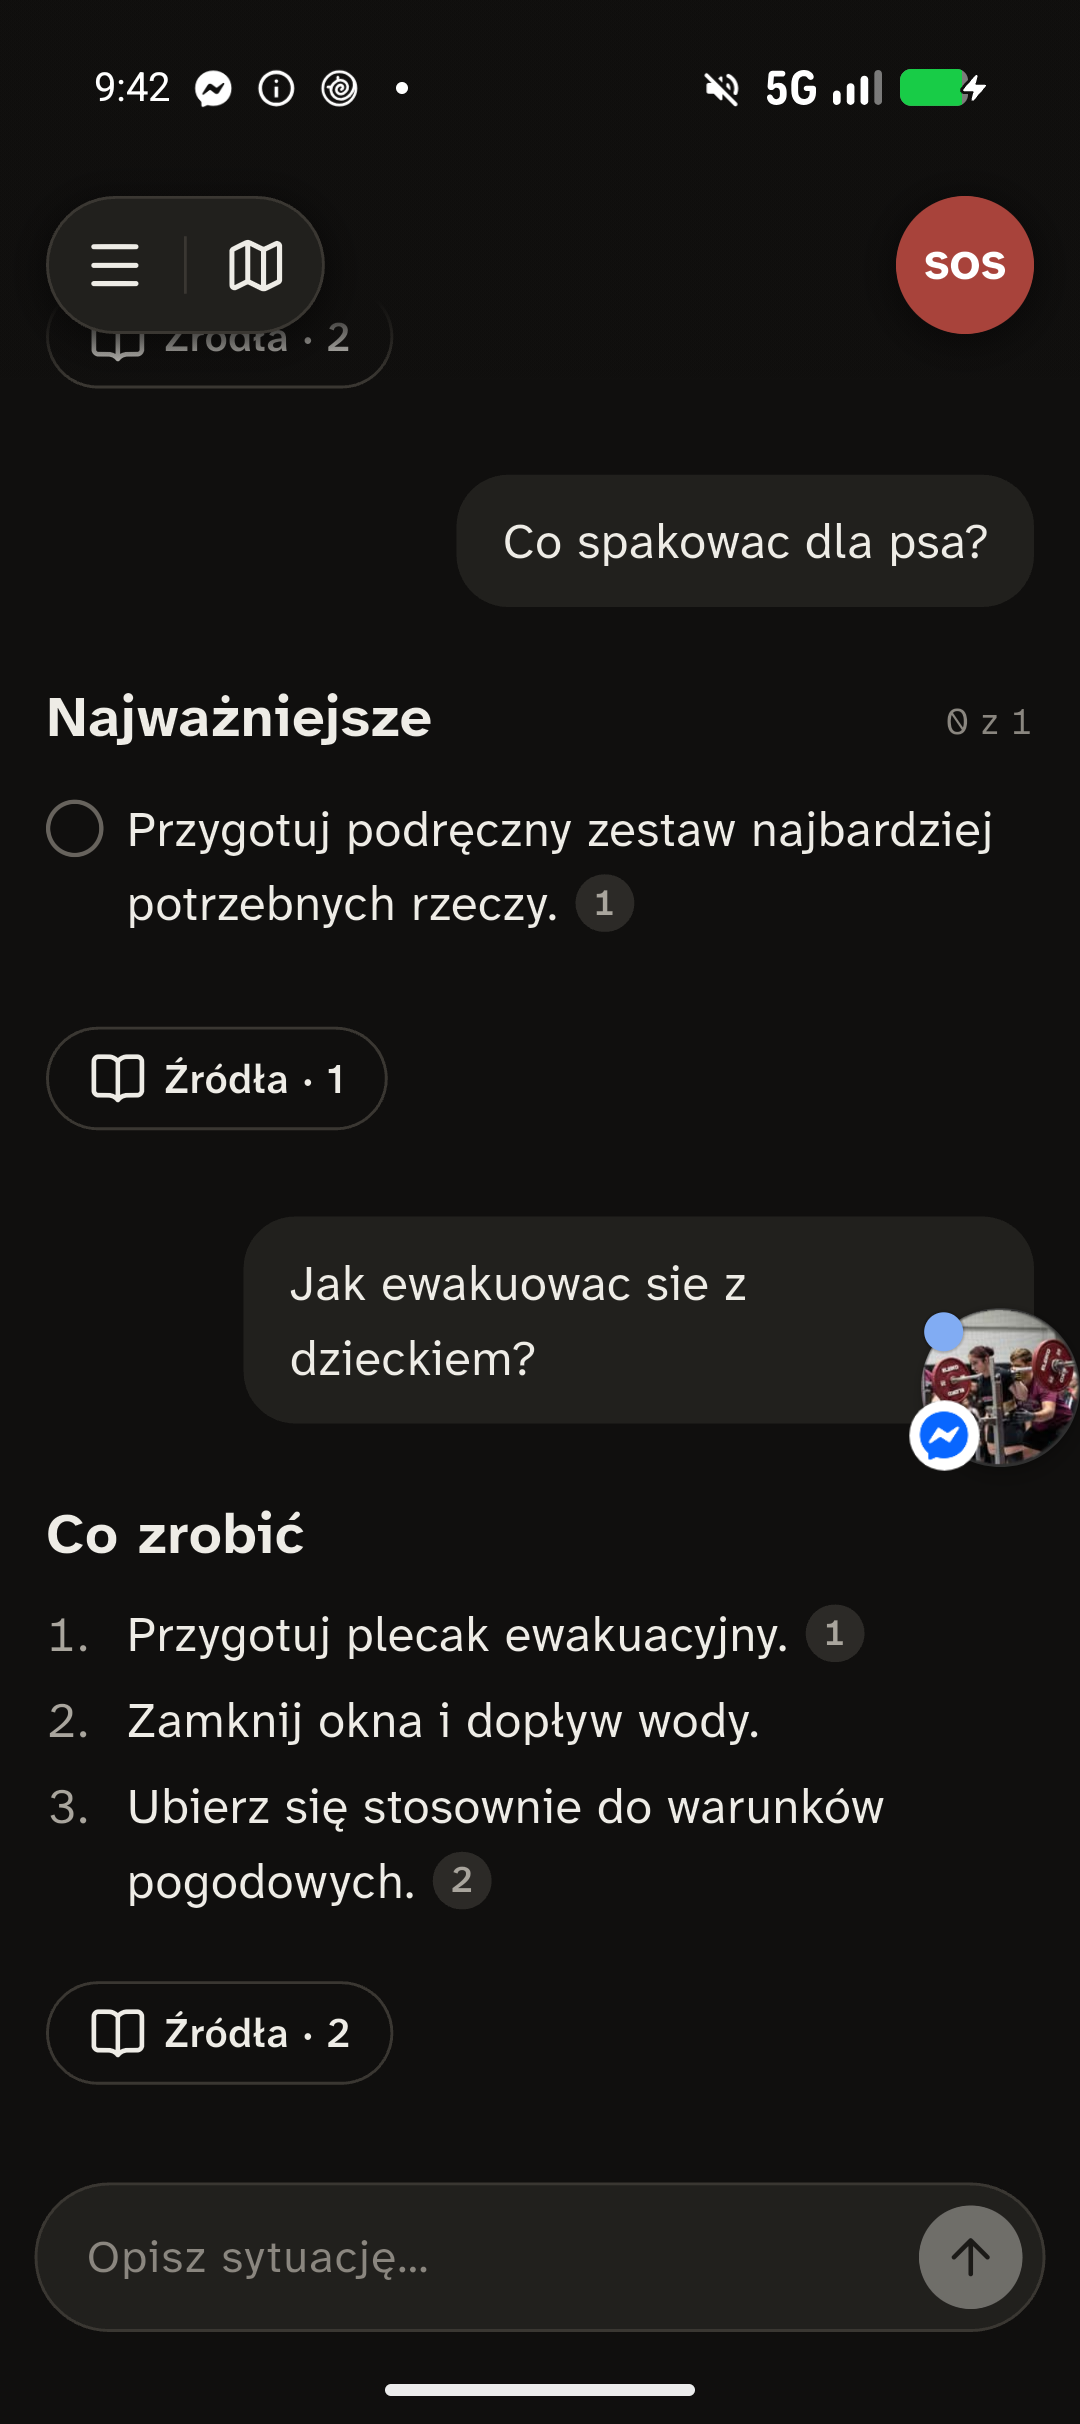 9:42
5G
SOS
Źródła · 2
Co spakowac dla psa?
Najważniejsze
0 z 1
Przygotuj podręczny zestaw najbardziej
potrzebnych rzeczy. 1
Źródła · 1
Jak ewakuowac sie z
dzieckiem?
Co zrobić
1. Przygotuj plecak ewakuacyjny. 1
2. Zamknij okna i dopływ wody.
3. Ubierz się stosownie do warunków
pogodowych. 2
Źródła · 2
Opisz sytuację...